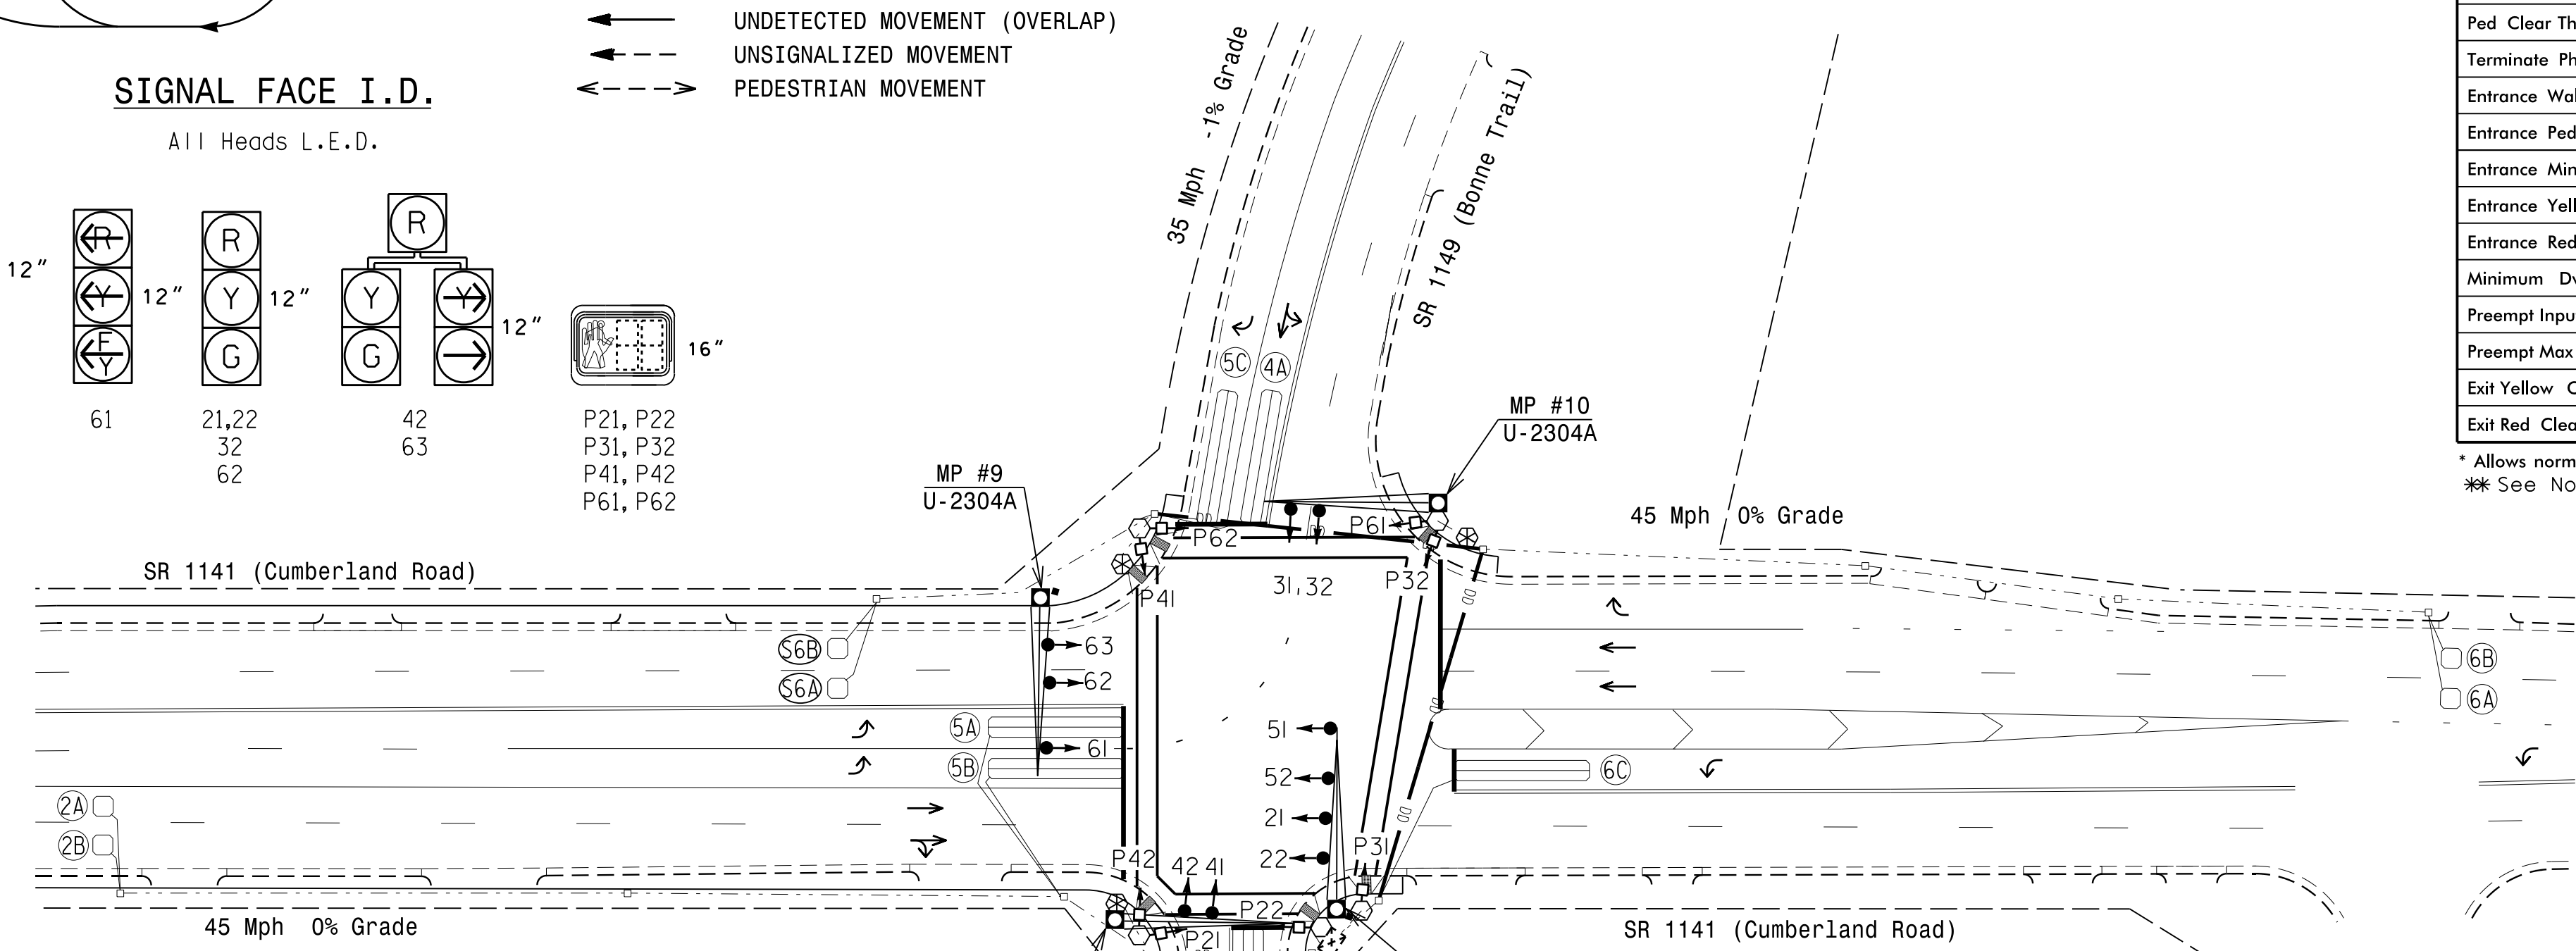 UNDETECTED MOVEMENT (OVERLAP)
UNSIGNALIZED MOVEMENT
PEDESTRIAN MOVEMENT
SIGNAL FACE I.D.
All Heads L.E.D.
12"
R
Y
F
Y
12"
R
Y
G
12"
R
Y
Y
G
12"
16"
61
21,22
32
62
42
63
P21, P22
P31, P32
P41, P42
P61, P62
35 Mph -1% Grade
SR 1149 (Bonne Trail)
5C
4A
MP #10
U-2304A
MP #9
U-2304A
45 Mph 0% Grade
SR 1141 (Cumberland Road)
P62
P61
P41
31,32
P32
S6B
S6A
63
62
61
5A
5B
51
52
21
22
6B
6A
6C
2A
2B
P42
42
41
P22
P31
P21
45 Mph 0% Grade
SR 1141 (Cumberland Road)
Ped Clear Th
Terminate Ph
Entrance Wal
Entrance Ped
Entrance Min
Entrance Yell
Entrance Red
Minimum Dw
Preempt Inpu
Preempt Max
Exit Yellow C
Exit Red Clea
* Allows norm
** See No